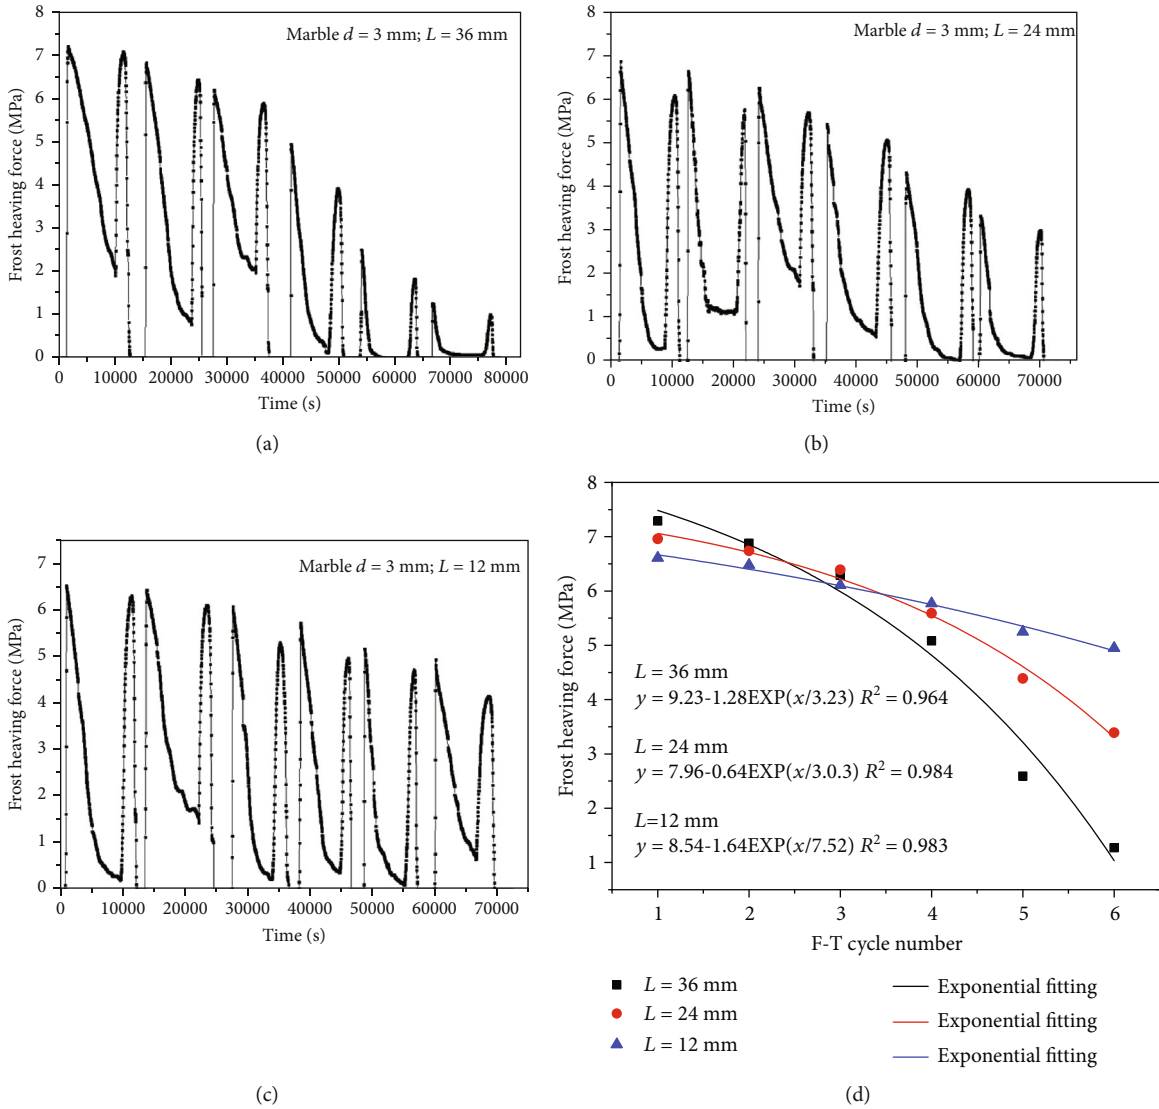 8
7
6
5
4
3
2
1
0
Frost heaving force (MPa)
Marble d = 3 mm; L = 36 mm
0 10000 20000 30000 40000 50000 60000 70000 80000
Time (s)
(a)
8
7
6
5
4
3
2
1
0
Frost heaving force (MPa)
Marble d = 3 mm; L = 24 mm
0 10000 20000 30000 40000 50000 60000 70000
Time (s)
(b)
7
6
5
4
3
2
1
0
Frost heaving force (MPa)
Marble d = 3 mm; L = 12 mm
0 10000 20000 30000 40000 50000 60000 70000
Time (s)
(c)
8
7
6
5
4
3
2
1
Frost heaving force (MPa)
L = 36 mm
y = 9.23-1.28EXP(x/3.23) R² = 0.964
L = 24 mm
y = 7.96-0.64EXP(x/3.0.3) R² = 0.984
L=12 mm
y = 8.54-1.64EXP(x/7.52) R² = 0.983
1 2 3 4 5 6
F-T cycle number
L = 36 mm Exponential fitting
L = 24 mm Exponential fitting
L = 12 mm Exponential fitting
(d)